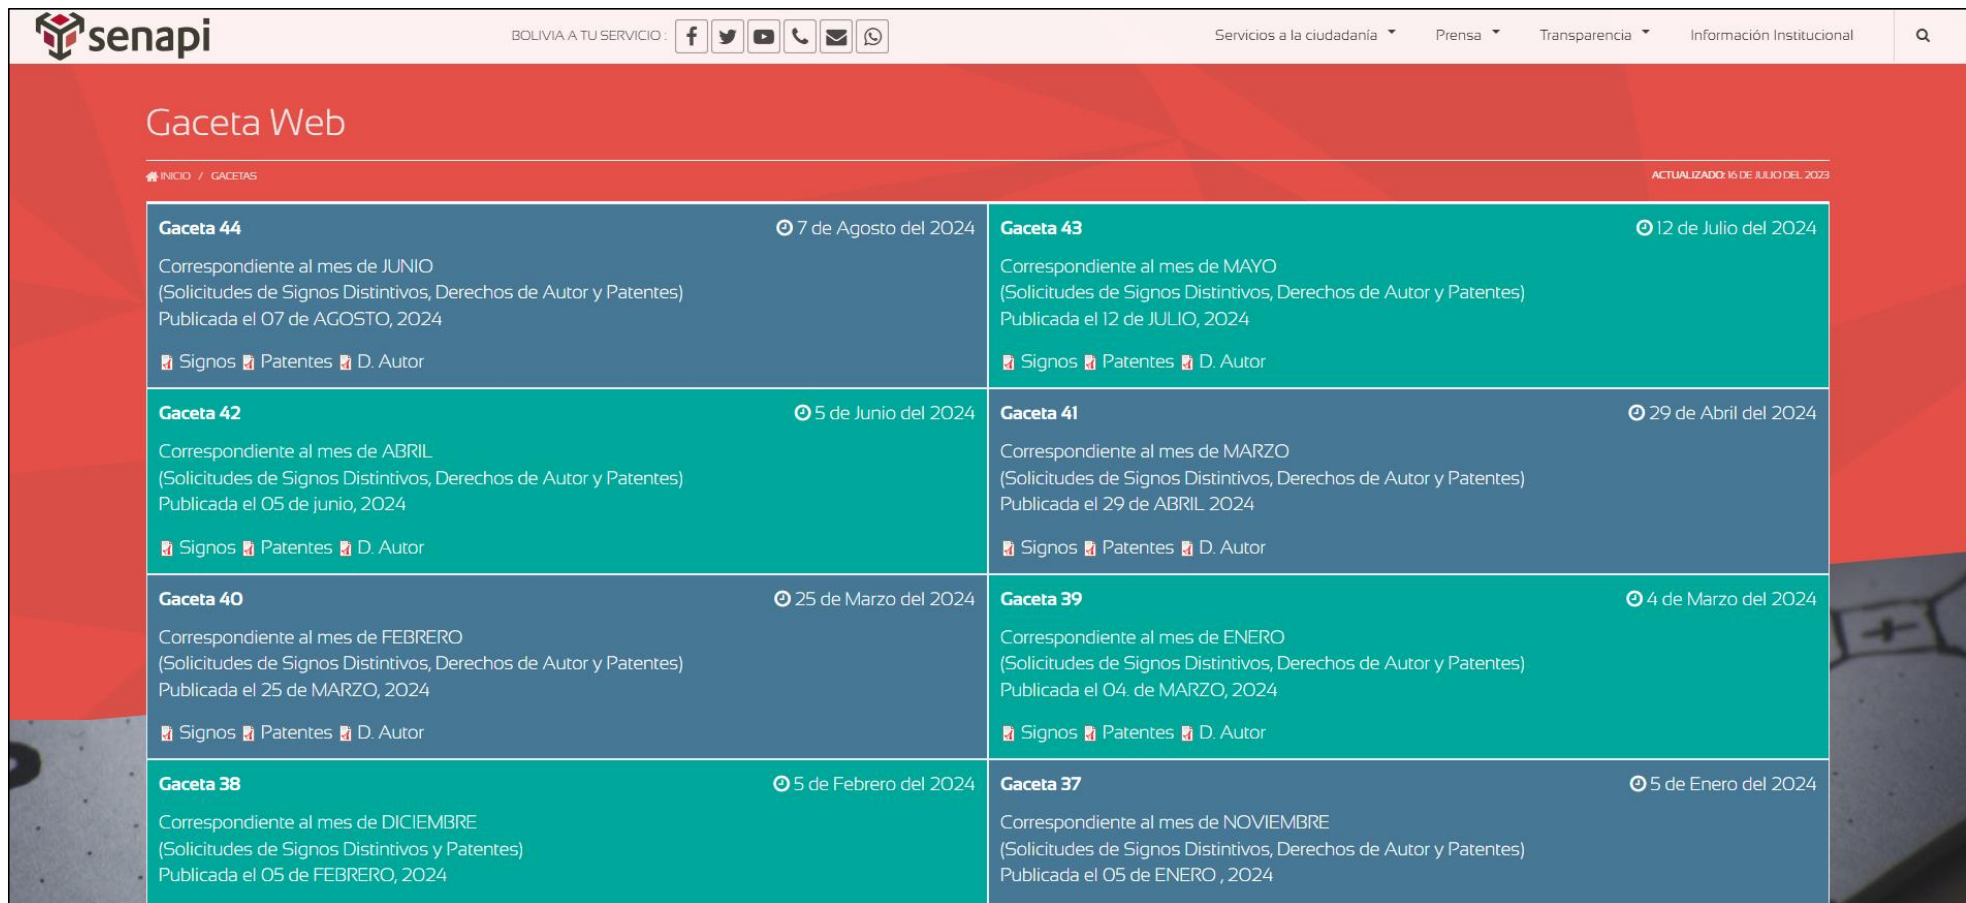 senapi
BOLIVIA A TU SERVICIO :
Servicios a la ciudadanía Prensa Transparencia Información Institucional
Gaceta Web
INICIO / GACETAS
ACTUALIZADO: 16 DE JULIO DEL 2023
Gaceta 44 7 de Agosto del 2024
Correspondiente al mes de JUNIO
(Solicitudes de Signos Distintivos, Derechos de Autor y Patentes)
Publicada el 07 de AGOSTO, 2024
Signos Patentes D. Autor
Gaceta 43 12 de Julio del 2024
Correspondiente al mes de MAYO
(Solicitudes de Signos Distintivos, Derechos de Autor y Patentes)
Publicada el 12 de JULIO, 2024
Signos Patentes D. Autor
Gaceta 42 5 de Junio del 2024
Correspondiente al mes de ABRIL
(Solicitudes de Signos Distintivos, Derechos de Autor y Patentes)
Publicada el 05 de junio, 2024
Signos Patentes D. Autor
Gaceta 41 29 de Abril del 2024
Correspondiente al mes de MARZO
(Solicitudes de Signos Distintivos, Derechos de Autor y Patentes)
Publicada el 29 de ABRIL 2024
Signos Patentes D. Autor
Gaceta 40 25 de Marzo del 2024
Correspondiente al mes de FEBRERO
(Solicitudes de Signos Distintivos, Derechos de Autor y Patentes)
Publicada el 25 de MARZO, 2024
Signos Patentes D. Autor
Gaceta 39 4 de Marzo del 2024
Correspondiente al mes de ENERO
(Solicitudes de Signos Distintivos, Derechos de Autor y Patentes)
Publicada el 04. de MARZO, 2024
Signos Patentes D. Autor
Gaceta 38 5 de Febrero del 2024
Correspondiente al mes de DICIEMBRE
(Solicitudes de Signos Distintivos y Patentes)
Publicada el 05 de FEBRERO, 2024
Gaceta 37 5 de Enero del 2024
Correspondiente al mes de NOVIEMBRE
(Solicitudes de Signos Distintivos, Derechos de Autor y Patentes)
Publicada el 05 de ENERO , 2024